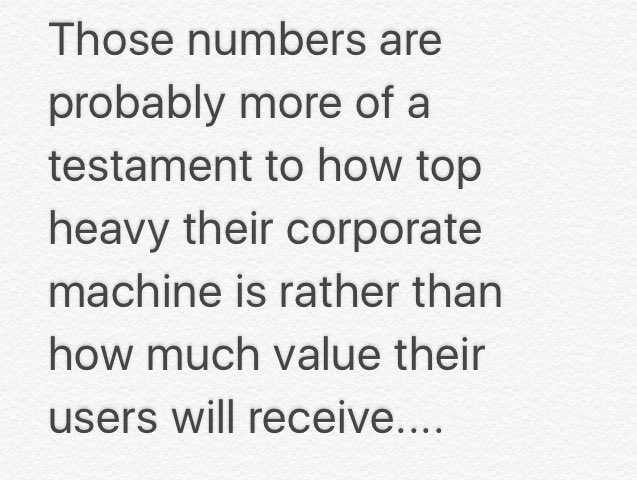 Those numbers are
probably more of a
testament to how top
heavy their corporate
machine is rather than
how much value their
users will receive....